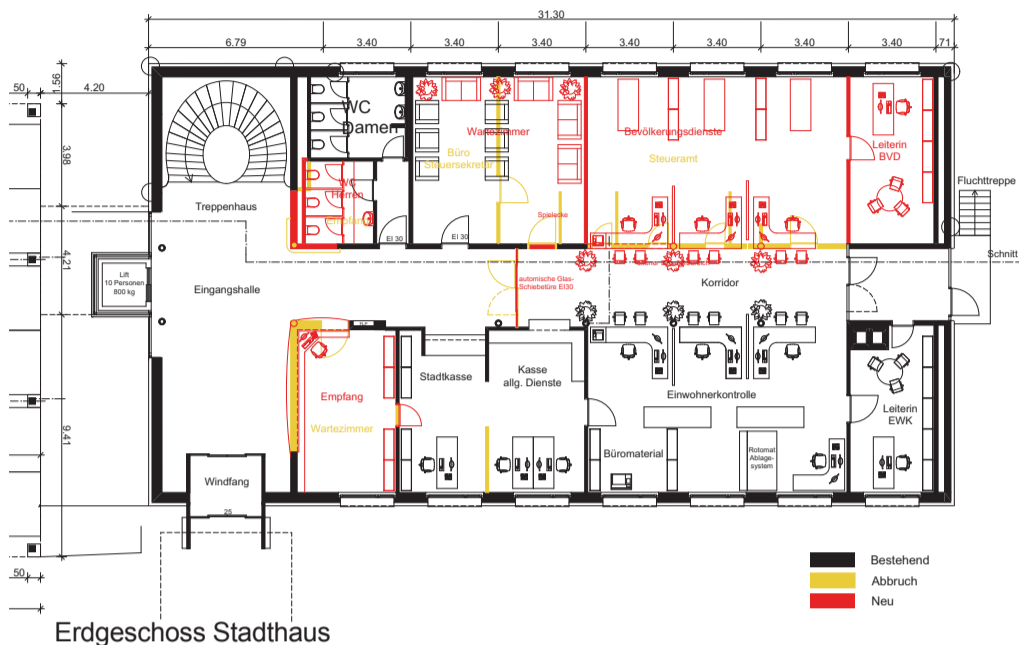 31.30
6.79
3.40
3.40
3.40
3.40
3.40
3.40
71
50
4.20
1.59
3.98
4.21
9.41
50
WC
Damen
Wartezimmer
Büro
Steuersekretär
Bevölkerungsdienste
Steueramt
Leiterin
BVD
WC
Herren
Empfang
Treppenhaus
Fluchttreppe
Spielecke
EI 30
EI 30
Schnitt
Lift
10 Personen
800 kg
Eingangshalle
automische Glas-
Schiebetüre EI30
Korridor
Stadtkasse
Kasse
allg. Dienste
Empfang
Wartezimmer
Einwohnerkontrolle
Leiterin
EWK
Büromaterial
Rotomat
Ablage-
system
Windfang
25
Bestehend
Abbruch
Neu
Erdgeschoss Stadthaus